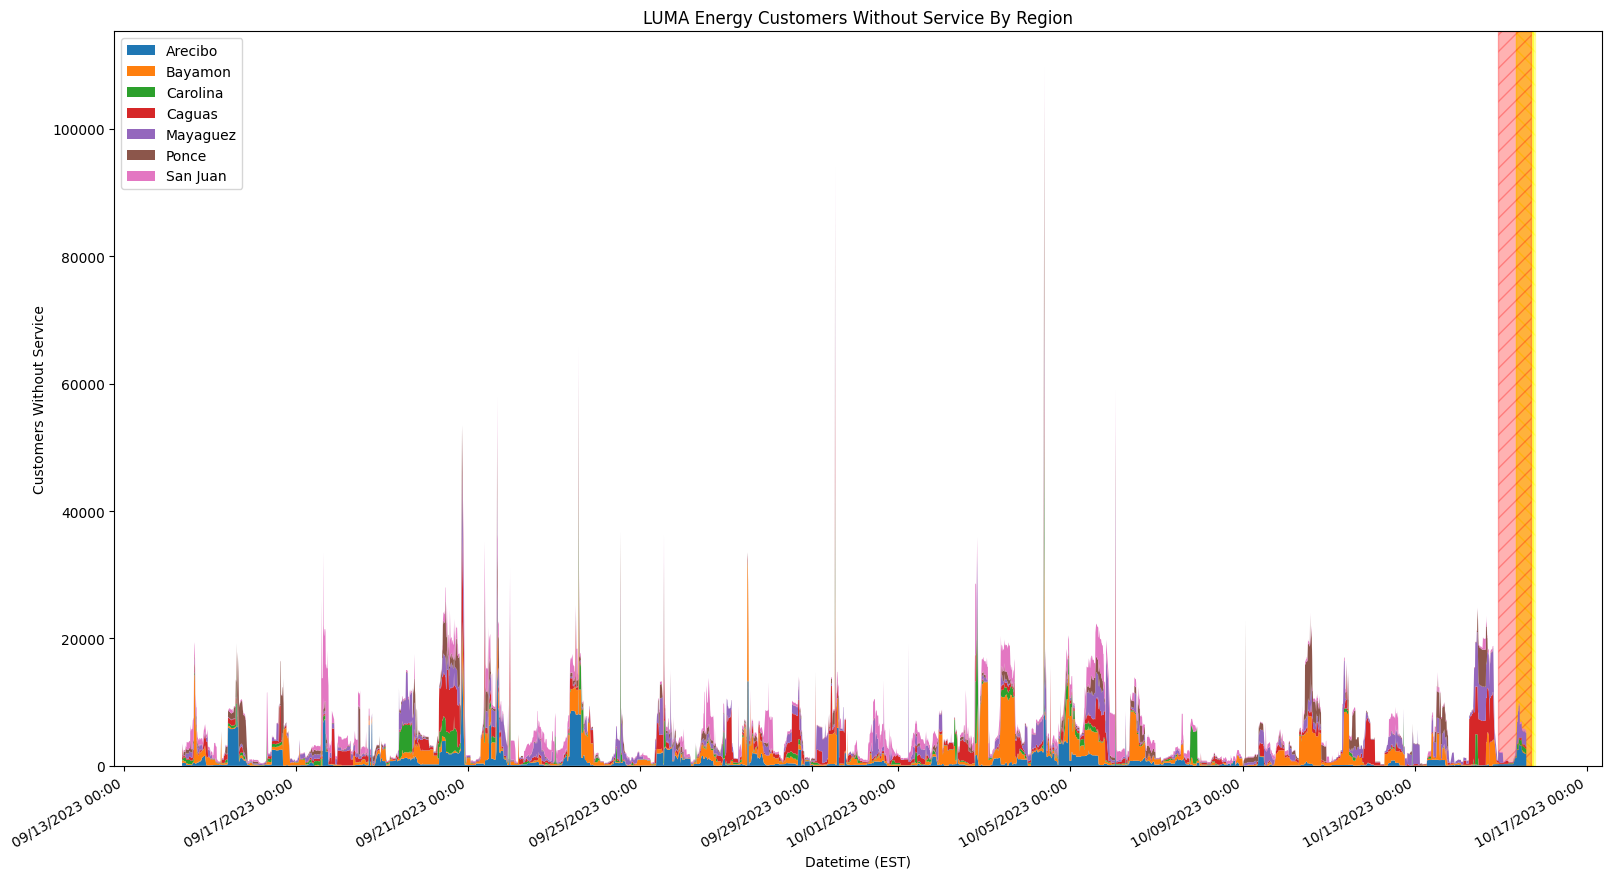 LUMA Energy Customers Without Service By Region
Arecibo
Bayamon
Carolina
Caguas
Mayaguez
Ponce
San Juan
100000
80000
60000
40000
20000
0
Customers Without Service
09/13/2023 00:00
09/17/2023 00:00
09/21/2023 00:00
09/25/2023 00:00
09/29/2023 00:00
10/01/2023 00:00
10/05/2023 00:00
10/09/2023 00:00
10/13/2023 00:00
10/17/2023 00:00
Datetime (EST)